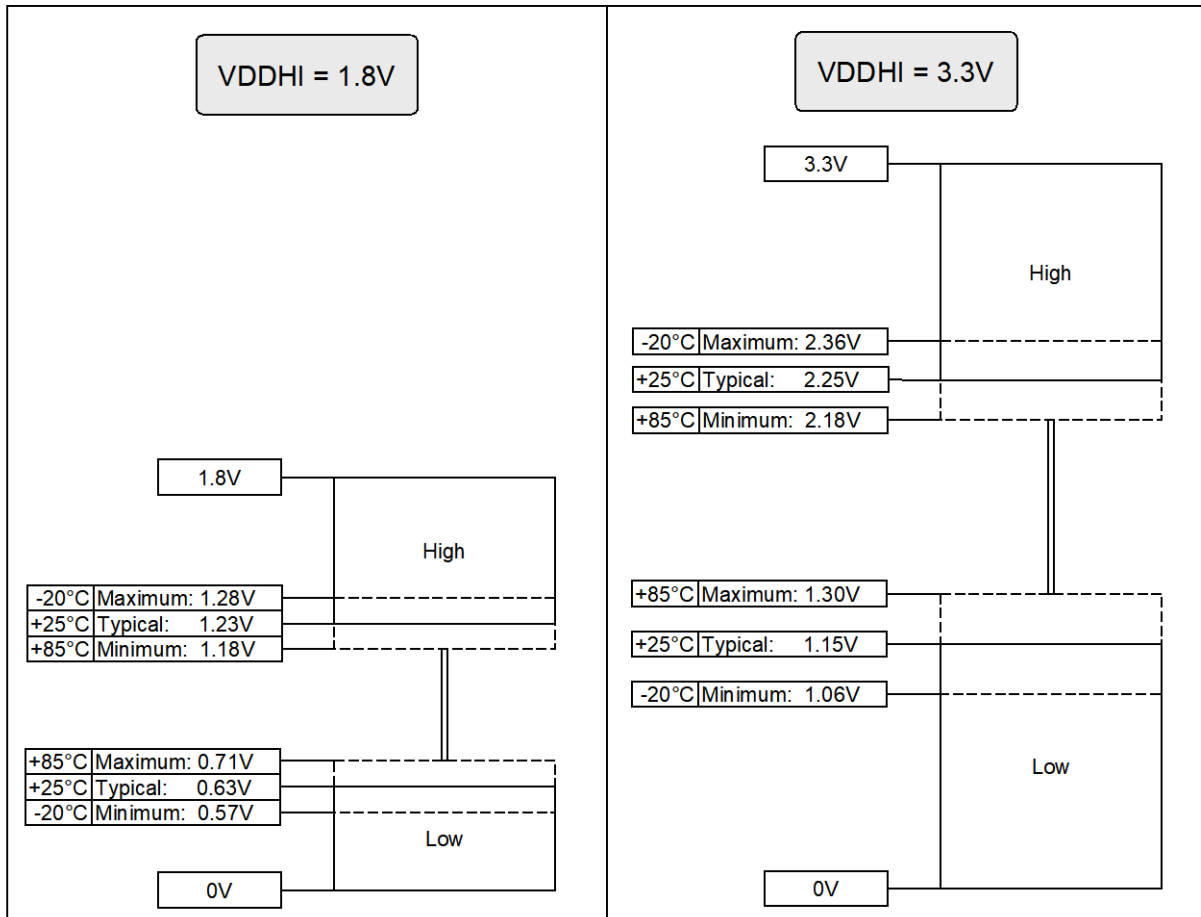 VDDHI = 1.8V
1.8V
High
-20°C Maximum: 1.28V
+25°C Typical: 1.23V
+85°C Minimum: 1.18V
+85°C Maximum: 0.71V
+25°C Typical: 0.63V
-20°C Minimum: 0.57V
Low
0V
VDDHI = 3.3V
3.3V
High
-20°C Maximum: 2.36V
+25°C Typical: 2.25V
+85°C Minimum: 2.18V
+85°C Maximum: 1.30V
+25°C Typical: 1.15V
-20°C Minimum: 1.06V
Low
0V